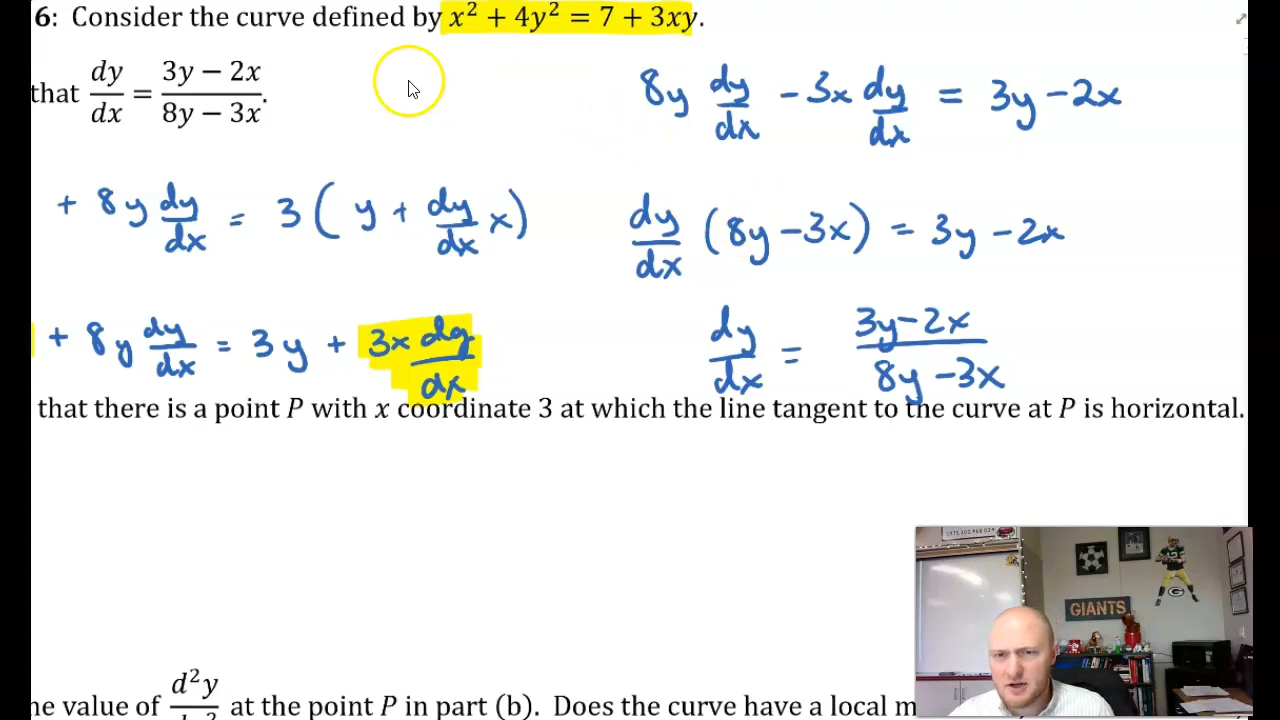 6: Consider the curve defined by x² + 4y² = 7 + 3xy.
that dy/dx = (3y − 2x)/(8y − 3x).
8y dy/dx − 3x dy/dx = 3y − 2x
+ 8y dy/dx = 3( y + dy/dx x)
dy/dx (8y − 3x) = 3y − 2x
+ 8y dy/dx = 3y + 3x dy/dx
dy/dx = (3y − 2x)/(8y − 3x)
that there is a point P with x coordinate 3 at which the line tangent to the curve at P is horizontal.
GIANTS
G
d²y
ne value of at the point P in part (b). Does the curve have a local m